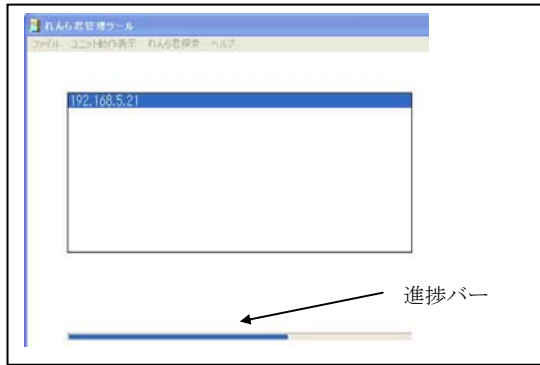 れんら君管理ツール
ファイル ユニット動作表示 れんら君探索 ヘルプ
192.168.5.21
進捗バー